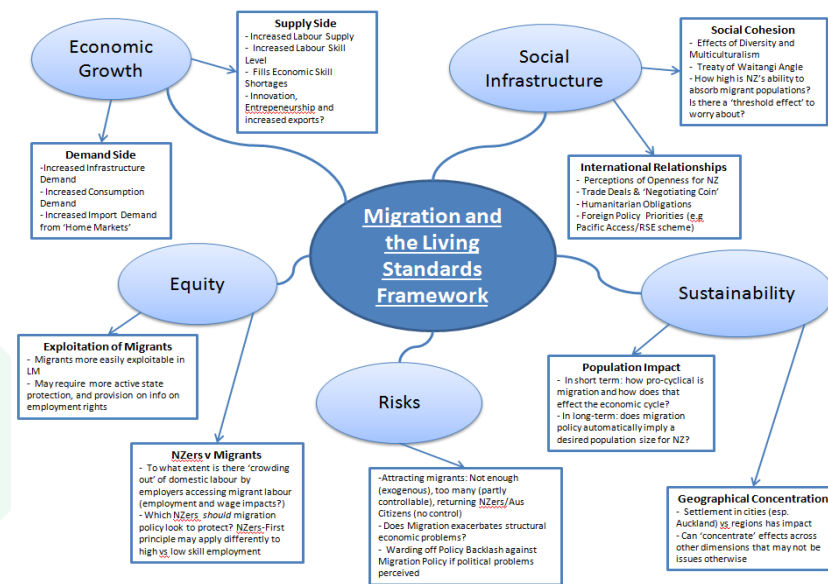 Economic
Growth
Supply Side
- Increased Labour Supply
- Increased Labour Skill
Level
- Fills Economic Skill
Shortages
- Innovation,
Entrepeneurship and
increased exports?
Demand Side
-Increased Infrastructure
Demand
- Increased Consumption
Demand
- Increased Import Demand
from 'Home Markets'
Social
Infrastructure
Social Cohesion
- Effects of Diversity and
Multiculturalism
- Treaty of Waitangi Angle
- How high is NZ's ability to
absorb migrant populations?
Is there a 'threshold effect' to
worry about?
International Relationships
- Perceptions of Openness for NZ
- Trade Deals & 'Negotiating Coin'
- Humanitarian Obligations
- Foreign Policy Priorities (e.g
Pacific Access/RSE scheme)
Migration and
the Living
Standards
Framework
Equity
Exploitation of Migrants
- Migrants more easily exploitable in
LM
- May require more active state
protection, and provision on info on
employment rights
NZers v Migrants
- To what extent is there 'crowding
out' of domestic labour by
employers accessing migrant labour
(employment and wage impacts?)
- Which NZers should migration
policy look to protect? NZers-First
principle may apply differently to
high vs low skill employment
Risks
-Attracting migrants: Not enough
(exogenous), too many (partly
controllable), returning NZers/Aus
Citizens (no control)
- Does Migration exacerbates structural
economic problems?
- Warding off Policy Backlash against
Migration Policy if political problems
perceived
Sustainability
Population Impact
- In short term: how pro-cyclical is
migration and how does that
effect the economic cycle?
- In long-term: does migration
policy automatically imply a
desired population size for NZ?
Geographical Concentration
- Settlement in cities (esp.
Auckland) vs regions has impact
- Can 'concentrate' effects across
other dimensions that may not be
issues otherwise